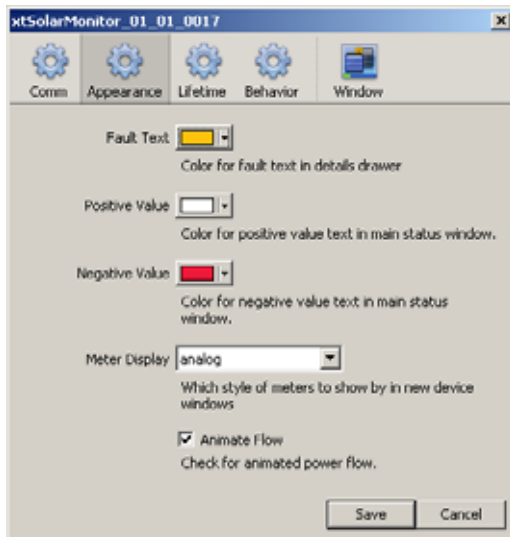 xtSolarMonitor_01_01_0017
Comm Appearance Lifetime Behavior Window
Fault Text
Color for fault text in details drawer
Positive Value
Color for positive value text in main status window.
Negative Value
Color for negative value text in main status
window.
Meter Display analog
Which style of meters to show by in new device
windows
Animate Flow
Check for animated power flow.
Save Cancel